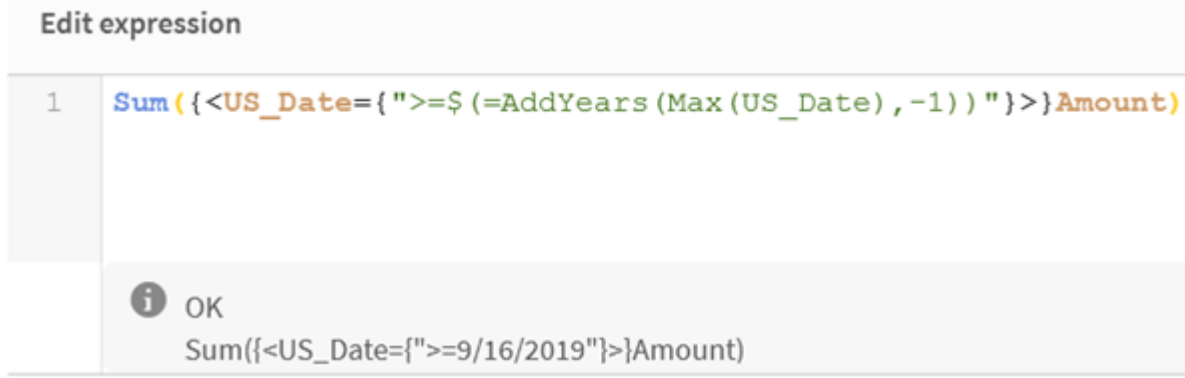 Edit expression
1 Sum({<US_Date={">=$(=AddYears(Max(US_Date),-1))"}>}Amount)
OK
Sum({<US_Date={">=9/16/2019"}>}Amount)